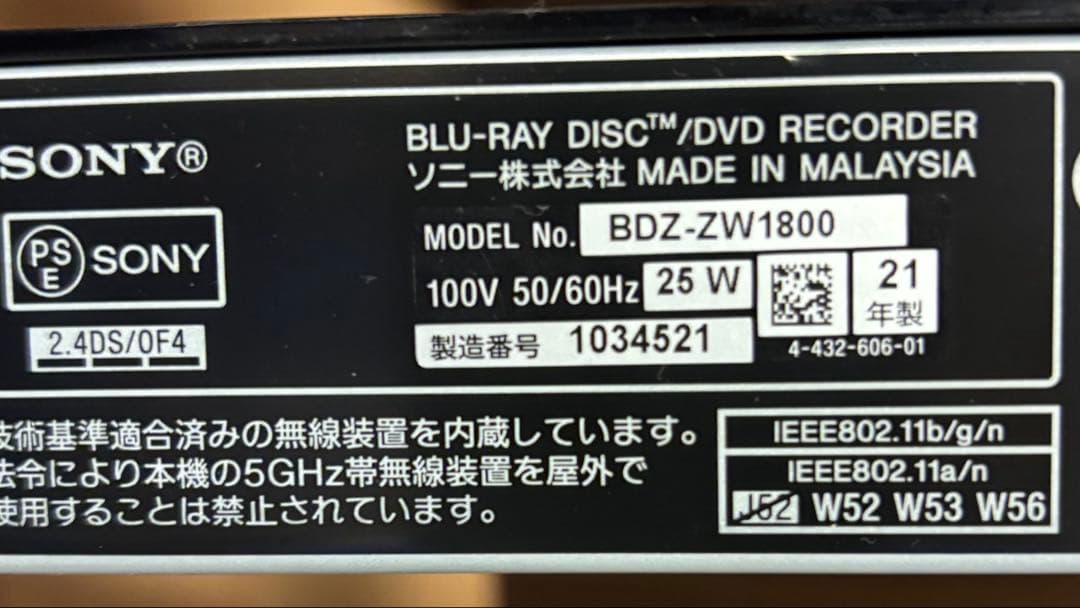 SONY®
PS
E
SONY
2.4DS/OF4
BLU-RAY DISC™/DVD RECORDER
ソニー株式会社 MADE IN MALAYSIA
MODEL No. BDZ-ZW1800
100V 50/60Hz 25 W
21
年製
製造番号 1034521
4-432-606-01
技術基準適合済みの無線装置を内蔵しています。
法令により本機の5GHz帯無線装置を屋外で
使用することは禁止されています。
IEEE802.11b/g/n
IEEE802.11a/n
J52 W52 W53 W56